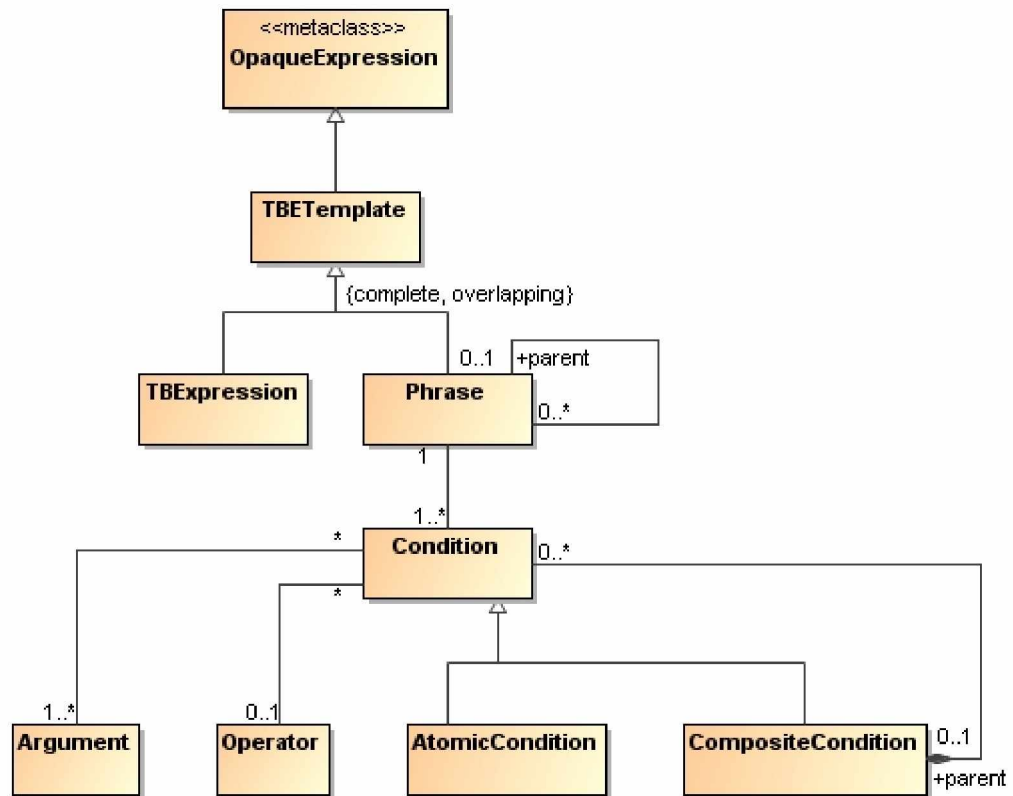 <<metaclass>>
OpaqueExpression
TBETemplate
{complete, overlapping}
0..1
+parent
TBExpression
Phrase
0..*
1
1..*
*
Condition
0..*
*
1..*
0..1
Argument
Operator
AtomicCondition
CompositeCondition
0..1
+parent